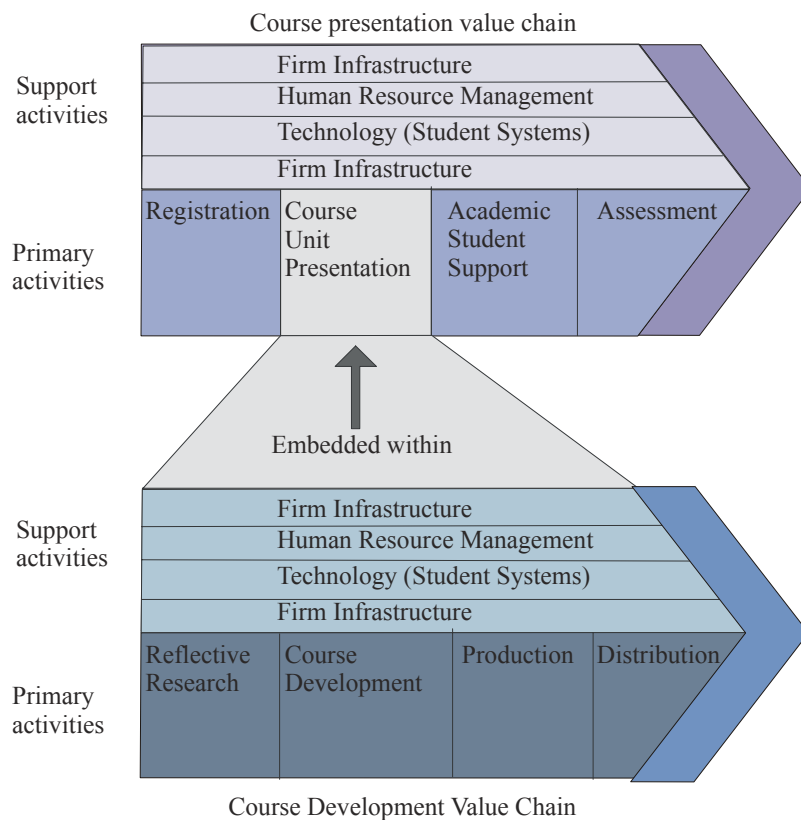 Course presentation value chain
Support
activities
Firm Infrastructure
Human Resource Management
Technology (Student Systems)
Firm Infrastructure
Primary
activities
Registration
Course
Unit
Presentation
Academic
Student
Support
Assessment
Embedded within
Support
activities
Firm Infrastructure
Human Resource Management
Technology (Student Systems)
Firm Infrastructure
Primary
activities
Reflective
Research
Course
Development
Production
Distribution
Course Development Value Chain